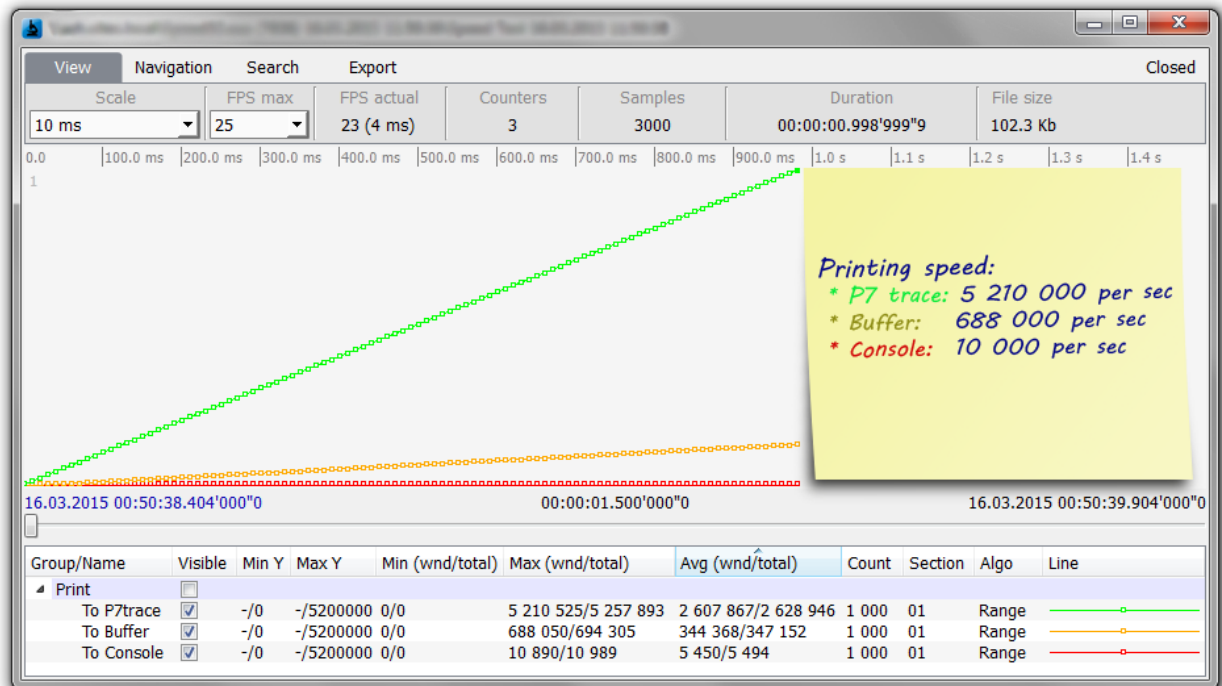 View Navigation Search Export Closed
Scale FPS max FPS actual Counters Samples Duration File size
10 ms 25 23 (4 ms) 3 3000 00:00:00.998'999"9 102.3 Kb
0.0 100.0 ms 200.0 ms 300.0 ms 400.0 ms 500.0 ms 600.0 ms 700.0 ms 800.0 ms 900.0 ms 1.0 s 1.1 s 1.2 s 1.3 s 1.4 s
1
Printing speed:
* P7 trace: 5 210 000 per sec
* Buffer: 688 000 per sec
* Console: 10 000 per sec
16.03.2015 00:50:38.404'000"0 00:00:01.500'000"0 16.03.2015 00:50:39.904'000"0
Group/Name Visible Min Y Max Y Min (wnd/total) Max (wnd/total) Avg (wnd/total) Count Section Algo Line
Print
To P7trace -/0 -/5200000 0/0 5 210 525/5 257 893 2 607 867/2 628 946 1 000 01 Range
To Buffer -/0 -/5200000 0/0 688 050/694 305 344 368/347 152 1 000 01 Range
To Console -/0 -/5200000 0/0 10 890/10 989 5 450/5 494 1 000 01 Range